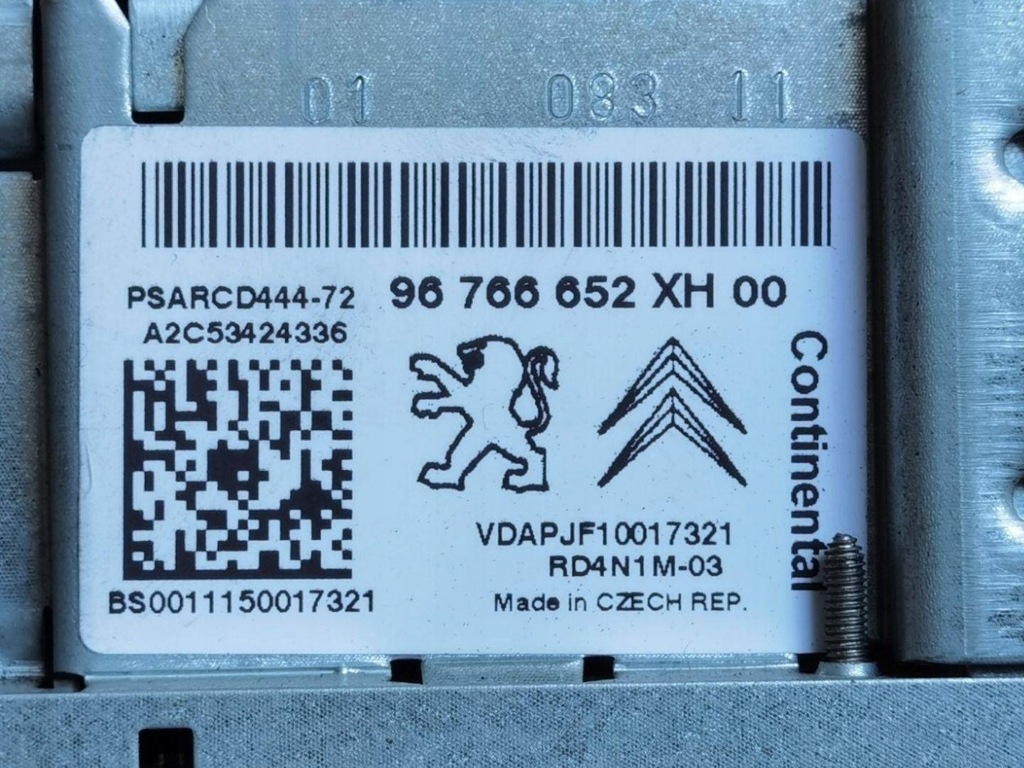 01 083 11
PSARCD444-72
96 766 652 XH 00
A2C53424336
Continental
VDAPJF10017321
RD4N1M-03
BS0011150017321
Made in CZECH REP.